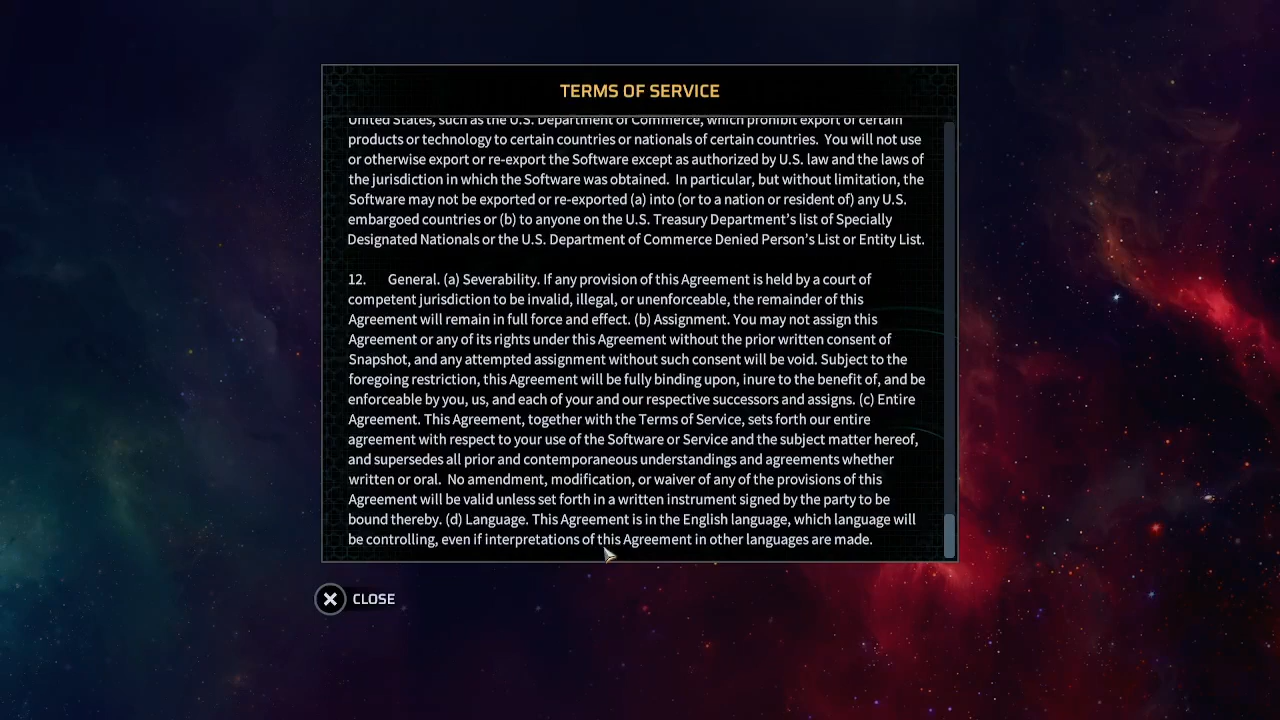 TERMS OF SERVICE
United States, such as the U.S. Department of Commerce, which prohibit export of certain
products or technology to certain countries or nationals of certain countries.  You will not use
or otherwise export or re-export the Software except as authorized by U.S. law and the laws of
the jurisdiction in which the Software was obtained.  In particular, but without limitation, the
Software may not be exported or re-exported (a) into (or to a nation or resident of) any U.S.
embargoed countries or (b) to anyone on the U.S. Treasury Department’s list of Specially
Designated Nationals or the U.S. Department of Commerce Denied Person’s List or Entity List.
12. General. (a) Severability. If any provision of this Agreement is held by a court of
competent jurisdiction to be invalid, illegal, or unenforceable, the remainder of this
Agreement will remain in full force and effect. (b) Assignment. You may not assign this
Agreement or any of its rights under this Agreement without the prior written consent of
Snapshot, and any attempted assignment without such consent will be void. Subject to the
foregoing restriction, this Agreement will be fully binding upon, inure to the benefit of, and be
enforceable by you, us, and each of your and our respective successors and assigns. (c) Entire
Agreement. This Agreement, together with the Terms of Service, sets forth our entire
agreement with respect to your use of the Software or Service and the subject matter hereof,
and supersedes all prior and contemporaneous understandings and agreements whether
written or oral.  No amendment, modification, or waiver of any of the provisions of this
Agreement will be valid unless set forth in a written instrument signed by the party to be
bound thereby. (d) Language. This Agreement is in the English language, which language will
be controlling, even if interpretations of this Agreement in other languages are made.
CLOSE